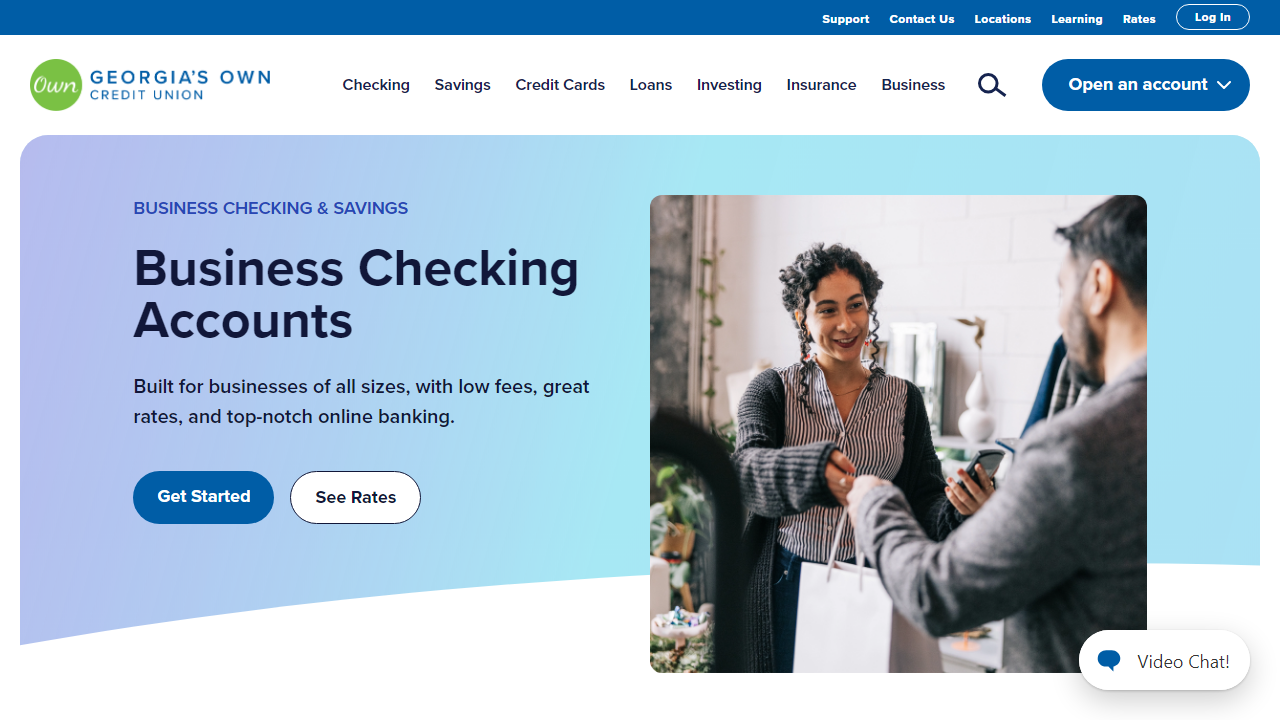 Support Contact Us Locations Learning Rates Log In
Own GEORGIA'S OWN
CREDIT UNION
Checking Savings Credit Cards Loans Investing Insurance Business Open an account
BUSINESS CHECKING & SAVINGS
Business Checking
Accounts
Built for businesses of all sizes, with low fees, great
rates, and top-notch online banking.
Get Started See Rates
Video Chat!